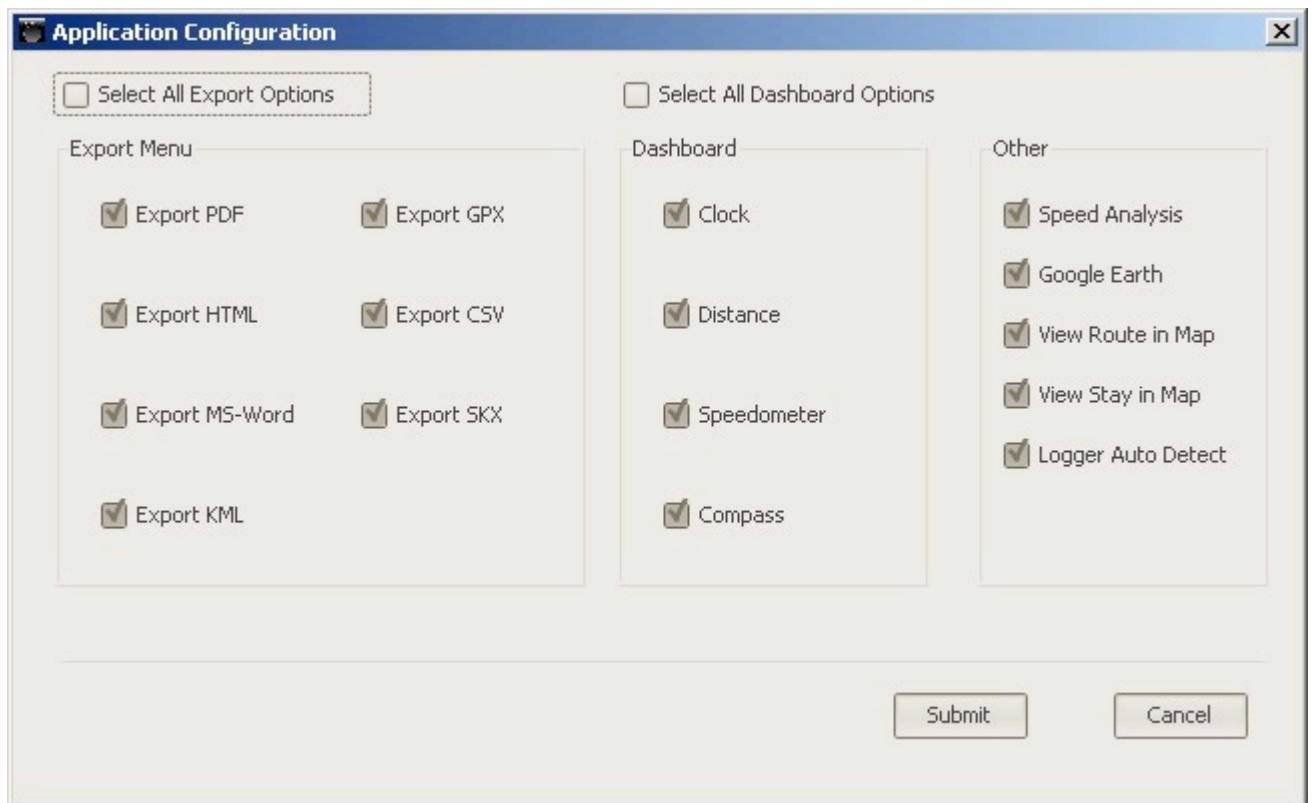 Application Configuration
Select All Export Options
Select All Dashboard Options
Export Menu
Export PDF
Export GPX
Export HTML
Export CSV
Export MS-Word
Export SKX
Export KML
Dashboard
Clock
Distance
Speedometer
Compass
Other
Speed Analysis
Google Earth
View Route in Map
View Stay in Map
Logger Auto Detect
Submit
Cancel